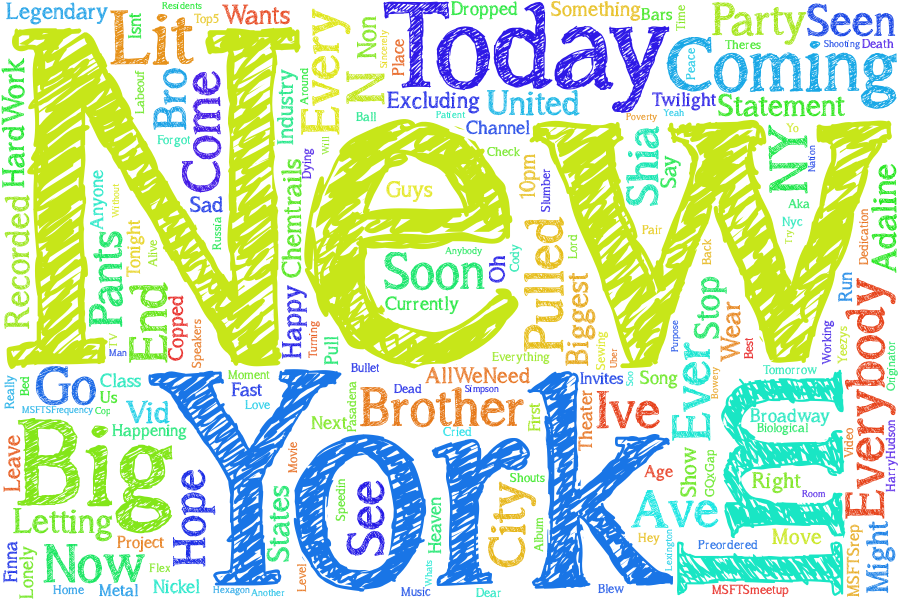 Legendary
Lit
Isnt
Residents
Top5
Wants
Every
Non
N
Sincerely
Place
Today
Dropped
Something
Bars
Time
Party
Theres
Seen
Shooting
Death
Coming
Peace
HardWork
Labeouf
Bro
Forgot
Come
Industry
Around
Will
Ball
Excluding
Patient
United
Channel
Twilight
Poverty
Yeah
Statement
New
Recorded
Anyone
Without
Sad
Russia
Chemtrails
Dying
Guys
Check
10pm
Slumber
Shia
Say
NY
Yo
Nation
Aka
Nyc
Try
Adaline
Dedication
Pants
Tonight
Alive
Anybody
Soon
Currently
Oh
Cody
Pulled
Lord
Pair
Back
TV
Man
End
Copped
Speakers
Happy
Turning
Pull
Everything
Biggest
Sewing
Uber
Purpose
Stop
Wear
Best
Working
Yeezys
Run
Originator
Really
Bed
Go
MSFTSFrequency
Class
Us
Cop
Moment
Fast
Love
Bullet
Dead
AllWeNeed
Simpson
Invites
Soo
Song
Ever
Bowery
Tomorrow
Everybody
Vid
Happening
York
Next
Pasadena
Brother
Cried
First
Theater
Ive
Broadway
Biological
Im
Video
HarryHudson
Leave
Big
Letting
Hope
Movie
States
Speedin
See
Heaven
Shouts
City
Album
Age
Show
GQxGap
Right
Room
Ave
Hey
Lexington
Preordered
Move
MSFTSrep
Might
Finna
Lonely
Now
Project
Flex
Home
Metal
Nickel
Hexagon
Another
Level
Music
Whats
Dear
Blew
MSFTSmeetup